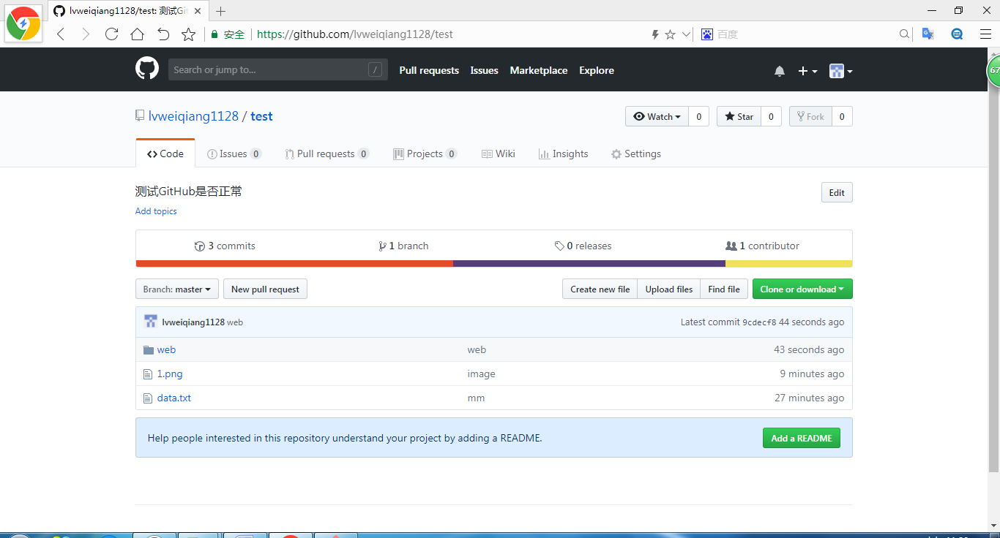 lvweiqiang1128/test: 测试Git
安全 https://github.com/lvweiqiang1128/test 百度
67
Search or jump to... / Pull requests Issues Marketplace Explore
lvweiqiang1128 / test Watch 0 Star 0 Fork 0
Code Issues 0 Pull requests 0 Projects 0 Wiki Insights Settings
测试GitHub是否正常 Edit
Add topics
3 commits 1 branch 0 releases 1 contributor
Branch: master New pull request Create new file Upload files Find file Clone or download
lvweiqiang1128 web Latest commit 9cdecf8 44 seconds ago
web web 43 seconds ago
1.png image 9 minutes ago
data.txt mm 27 minutes ago
Help people interested in this repository understand your project by adding a README. Add a README